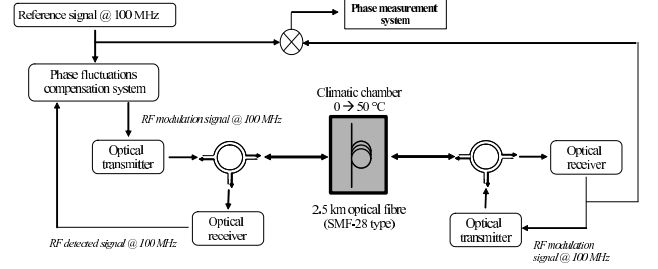 Reference signal @ 100 MHz
Phase measurement
system
Phase fluctuations
compensation system
Climatic chamber
0 → 50 °C
RF modulation signal @ 100 MHz
Optical
transmitter
Optical
receiver
2.5 km optical fibre
(SMF-28 type)
Optical
receiver
Optical
transmitter
RF detected signal @ 100 MHz
RF modulation
signal @ 100 MHz